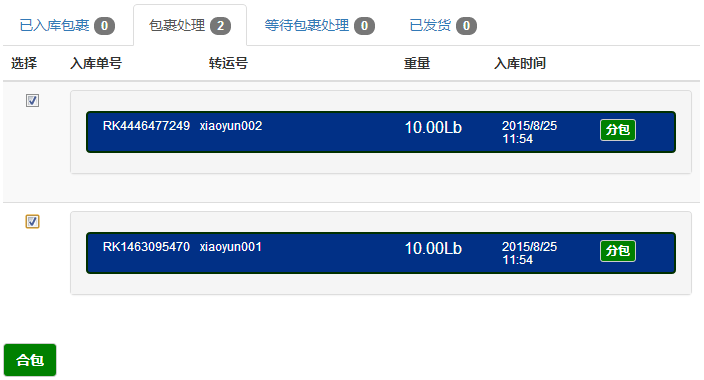 已入库包裹 0 包裹处理 2 等待包裹处理 0 已发货 0
选择 入库单号 转运号 重量 入库时间
RK4446477249 xiaoyun002 10.00Lb 2015/8/25 分包
11:54
RK1463095470 xiaoyun001 10.00Lb 2015/8/25 分包
11:54
合包